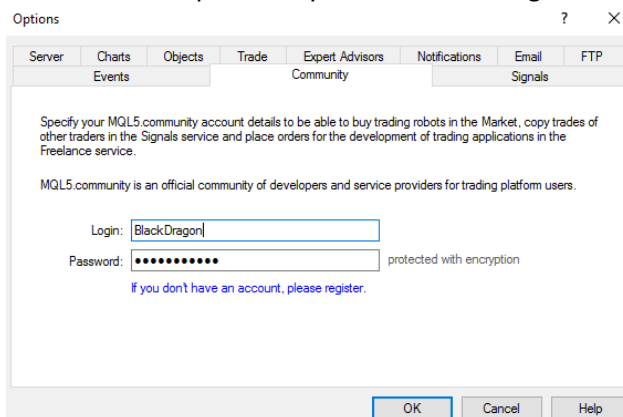 Options ? X
Server Charts Objects Trade Expert Advisors Notifications Email FTP
Events Community Signals
Specify your MQL5.community account details to be able to buy trading robots in the Market, copy trades of
other traders in the Signals service and place orders for the development of trading applications in the
Freelance service.
MQL5.community is an official community of developers and service providers for trading platform users.
Login: BlackDragon
Password: ●●●●●●●●●●● protected with encryption
If you don't have an account, please register.
OK Cancel Help